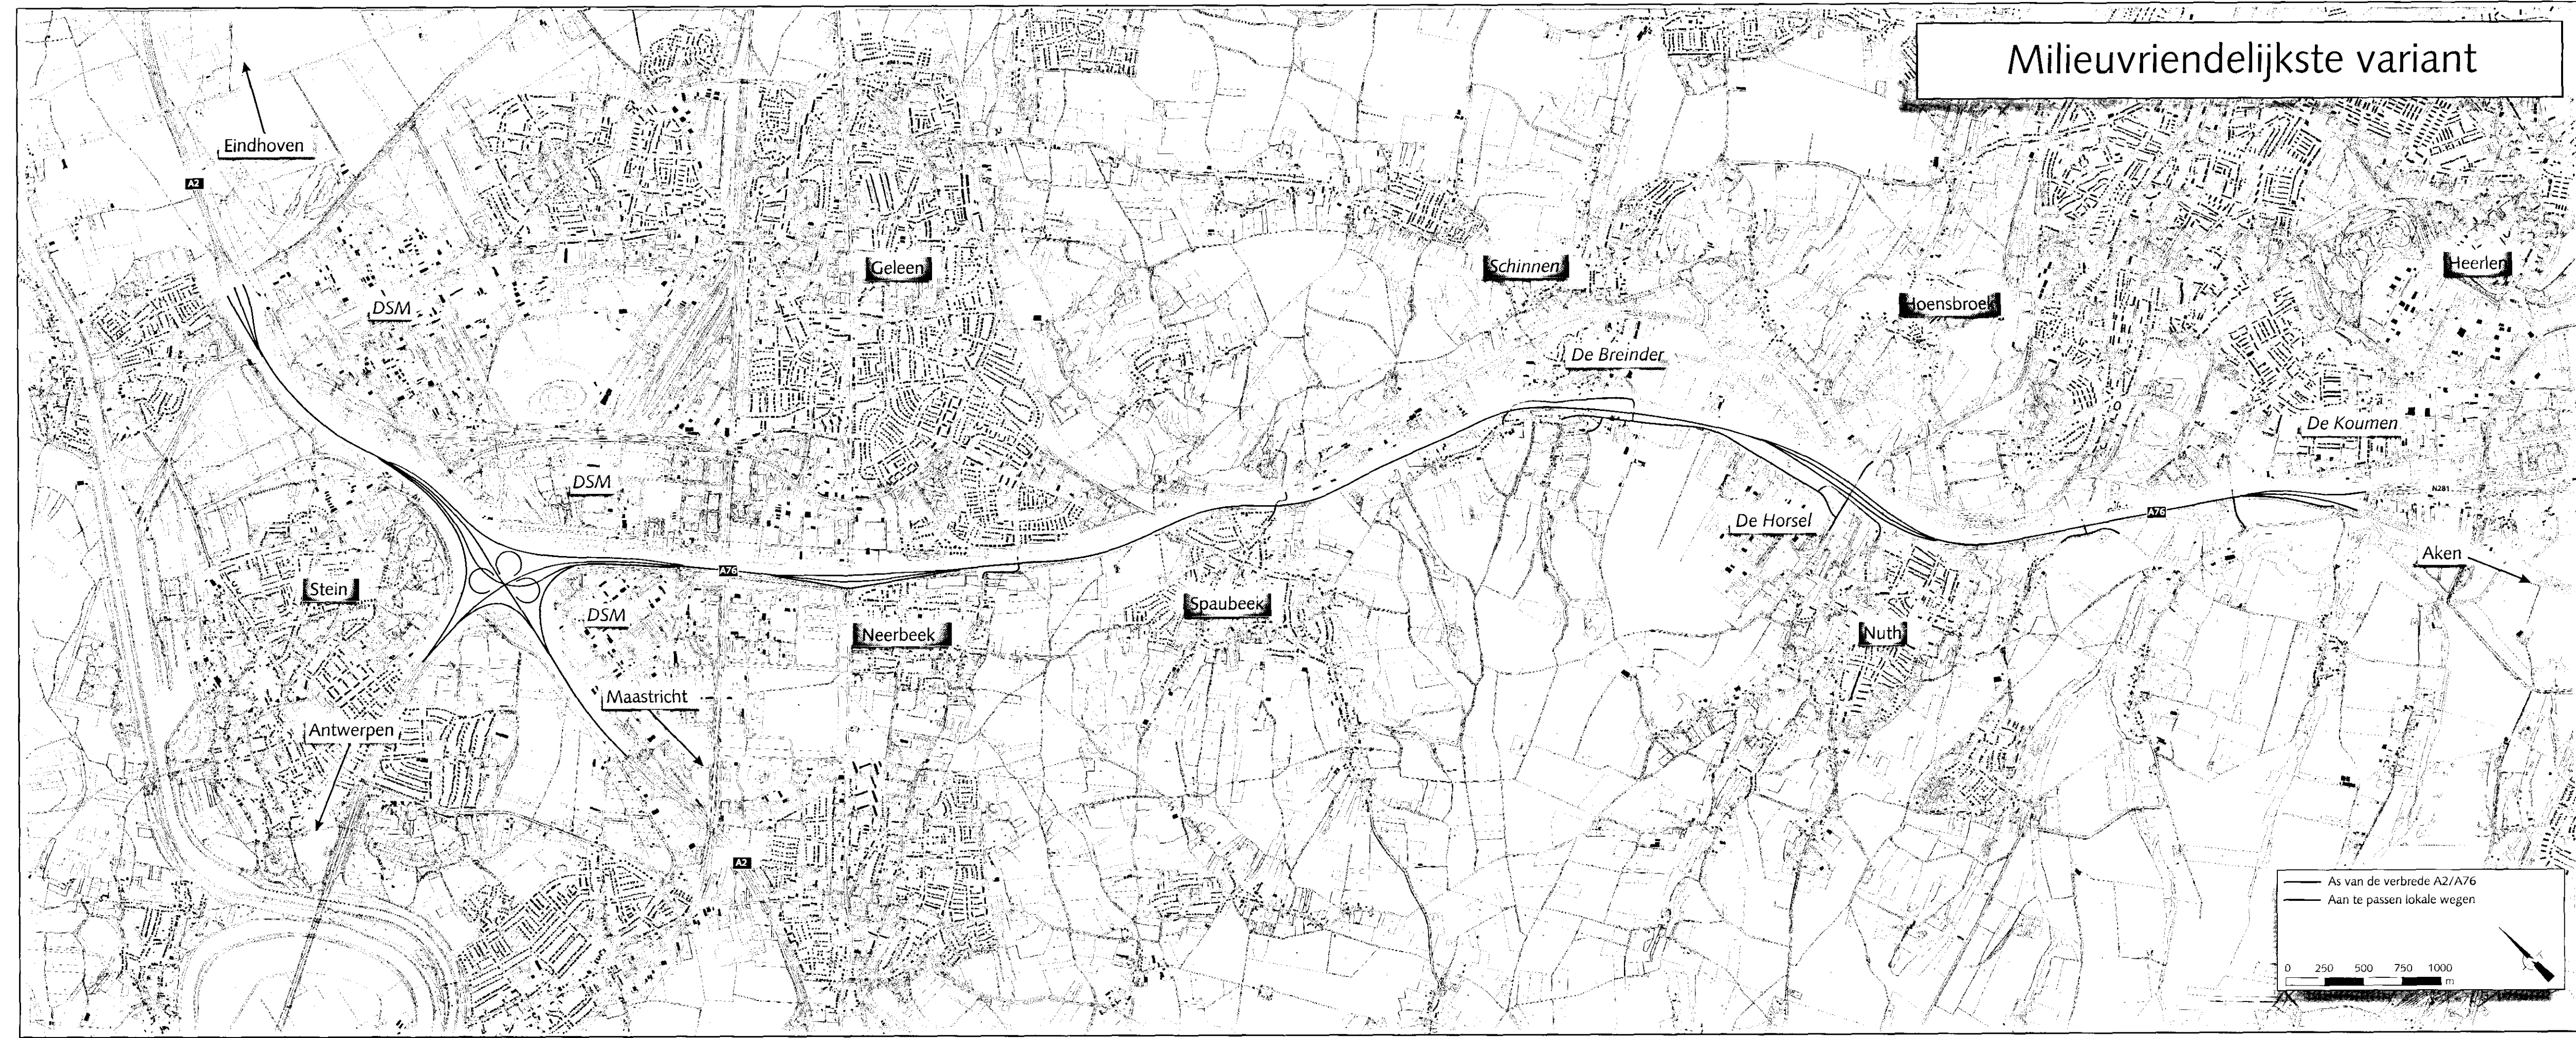 Milieuvriendelijkste variant
Eindhoven
A2
Geleen
Schinnen
Heerlen
DSM
Hoensbroek
De Breinder
De Koumen
DSM
N281
A76
De Horsel
Aken
A76
Stein
DSM
Spaubeek
Neerbeek
Nuth
Maastricht
Antwerpen
A2
As van de verbrede A2/A76
Aan te passen lokale wegen
0 250 500 750 1000
m